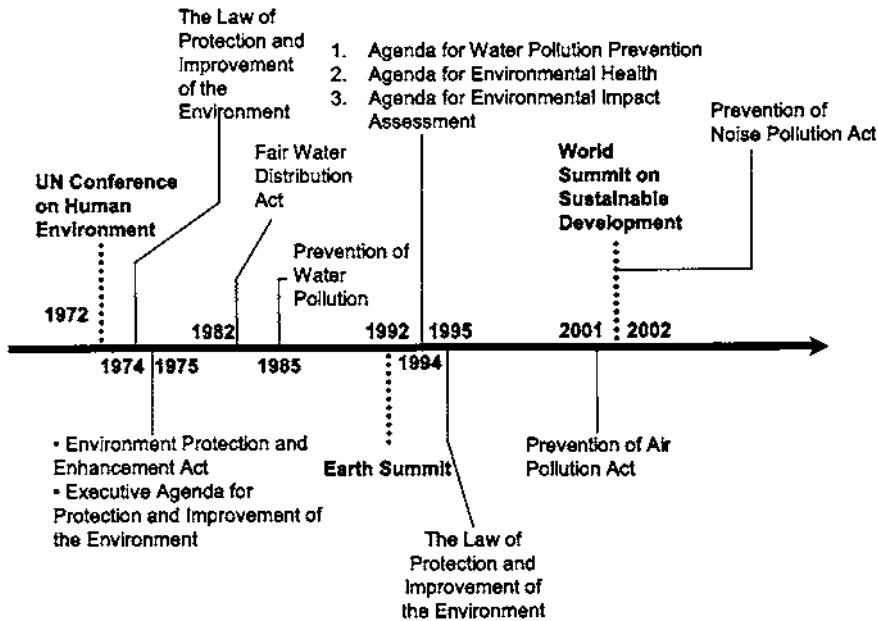 The Law of
Protection and
Improvement
of the
Environment
1. Agenda for Water Pollution Prevention
2. Agenda for Environmental Health
3. Agenda for Environmental Impact
Assessment
Prevention of
Noise Pollution Act
UN Conference
on Human
Environment
Fair Water
Distribution
Act
World
Summit on
Sustainable
Development
Prevention of
Water
Pollution
1972
1982
1992
1995
2001
2002
1974
1975
1985
1994
• Environment Protection and
Enhancement Act
• Executive Agenda for
Protection and Improvement of
the Environment
Earth Summit
Prevention of Air
Pollution Act
The Law of
Protection and
Improvement of
the Environment